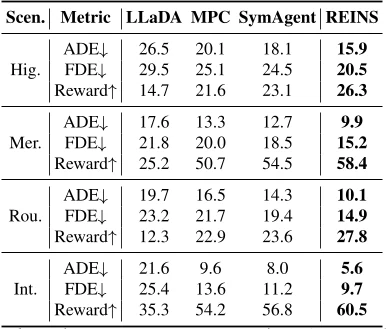 Scen. Metric LLaDA MPC SymAgent REINS
ADE↓ 26.5 20.1 18.1 15.9
Hig. FDE↓ 29.5 25.1 24.5 20.5
Reward↑ 14.7 21.6 23.1 26.3
ADE↓ 17.6 13.3 12.7 9.9
Mer. FDE↓ 21.8 20.0 18.5 15.2
Reward↑ 25.2 50.7 54.5 58.4
ADE↓ 19.7 16.5 14.3 10.1
Rou. FDE↓ 23.2 21.7 19.4 14.9
Reward↑ 12.3 22.9 23.6 27.8
ADE↓ 21.6 9.6 8.0 5.6
Int. FDE↓ 25.4 13.6 11.2 9.7
Reward↑ 35.3 54.2 56.8 60.5